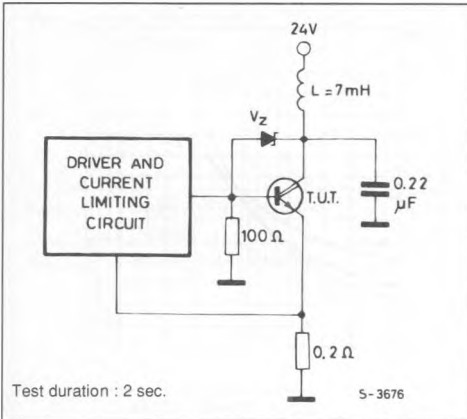 24V
L = 7mH
VZ
DRIVER AND
CURRENT
LIMITING
CIRCUIT
T.U.T.
0.22
µF
100 Ω
0,2 Ω
Test duration : 2 sec.
S-3676